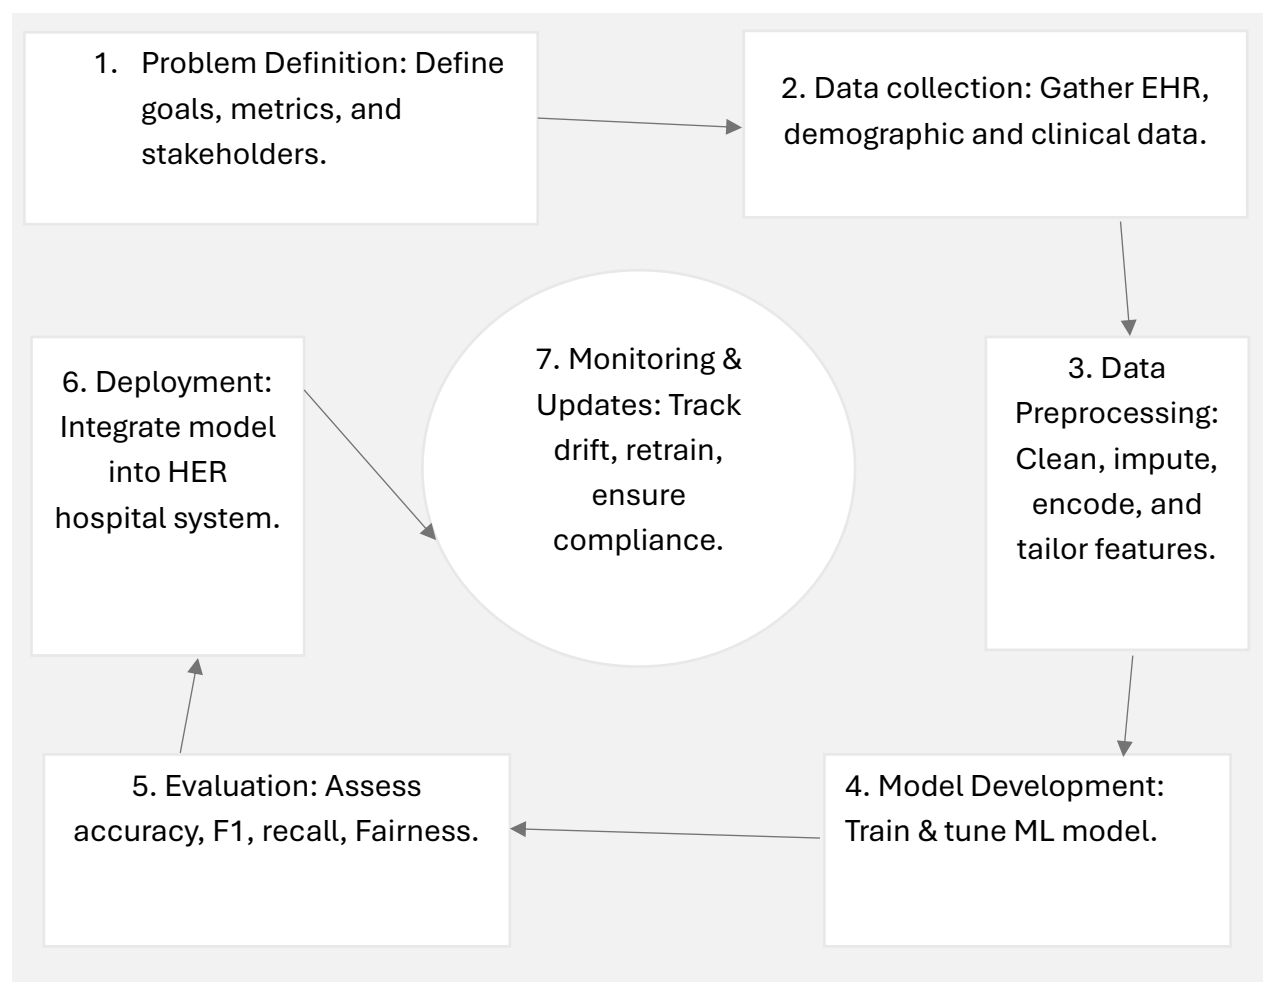 1. Problem Definition: Define
goals, metrics, and
stakeholders.
2. Data collection: Gather EHR,
demographic and clinical data.
3. Data
Preprocessing:
Clean, impute,
encode, and
tailor features.
4. Model Development:
Train & tune ML model.
5. Evaluation: Assess
accuracy, F1, recall, Fairness.
6. Deployment:
Integrate model
into HER
hospital system.
7. Monitoring &
Updates: Track
drift, retrain,
ensure
compliance.